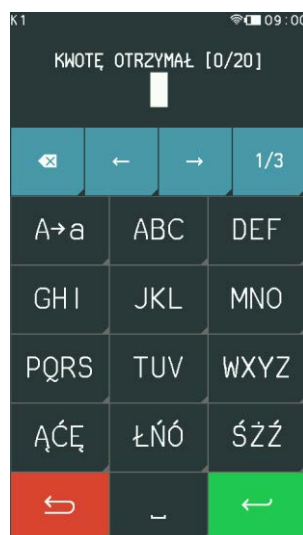 K1 09:00
KWOTĘ OTRZYMAŁ [0/20]
← → 1/3
A→a ABC DEF
GHI JKL MNO
PQRS TUV WXYZ
ĄĆĘ ŁŃÓ ŚŻŹ